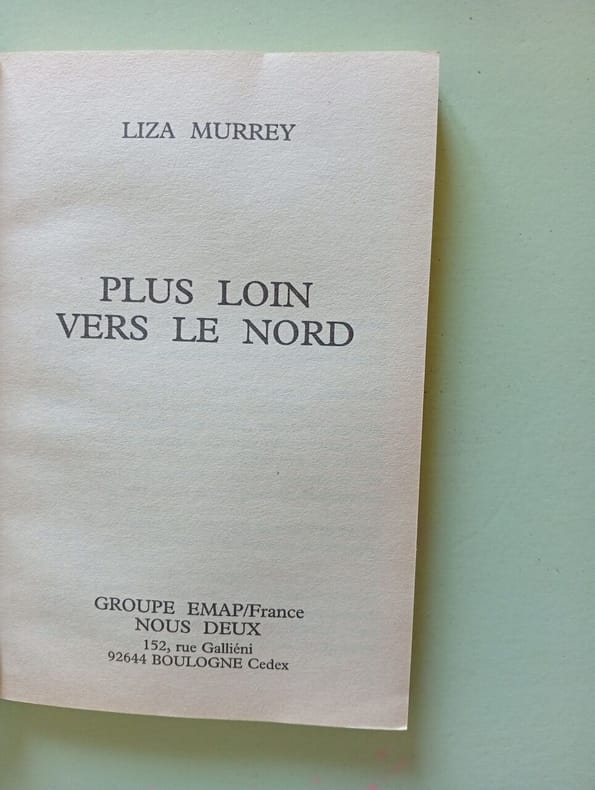 LIZA MURREY
PLUS LOIN
VERS LE NORD
GROUPE EMAP/France
NOUS DEUX
152, rue Galliéni
92644 BOULOGNE Cedex